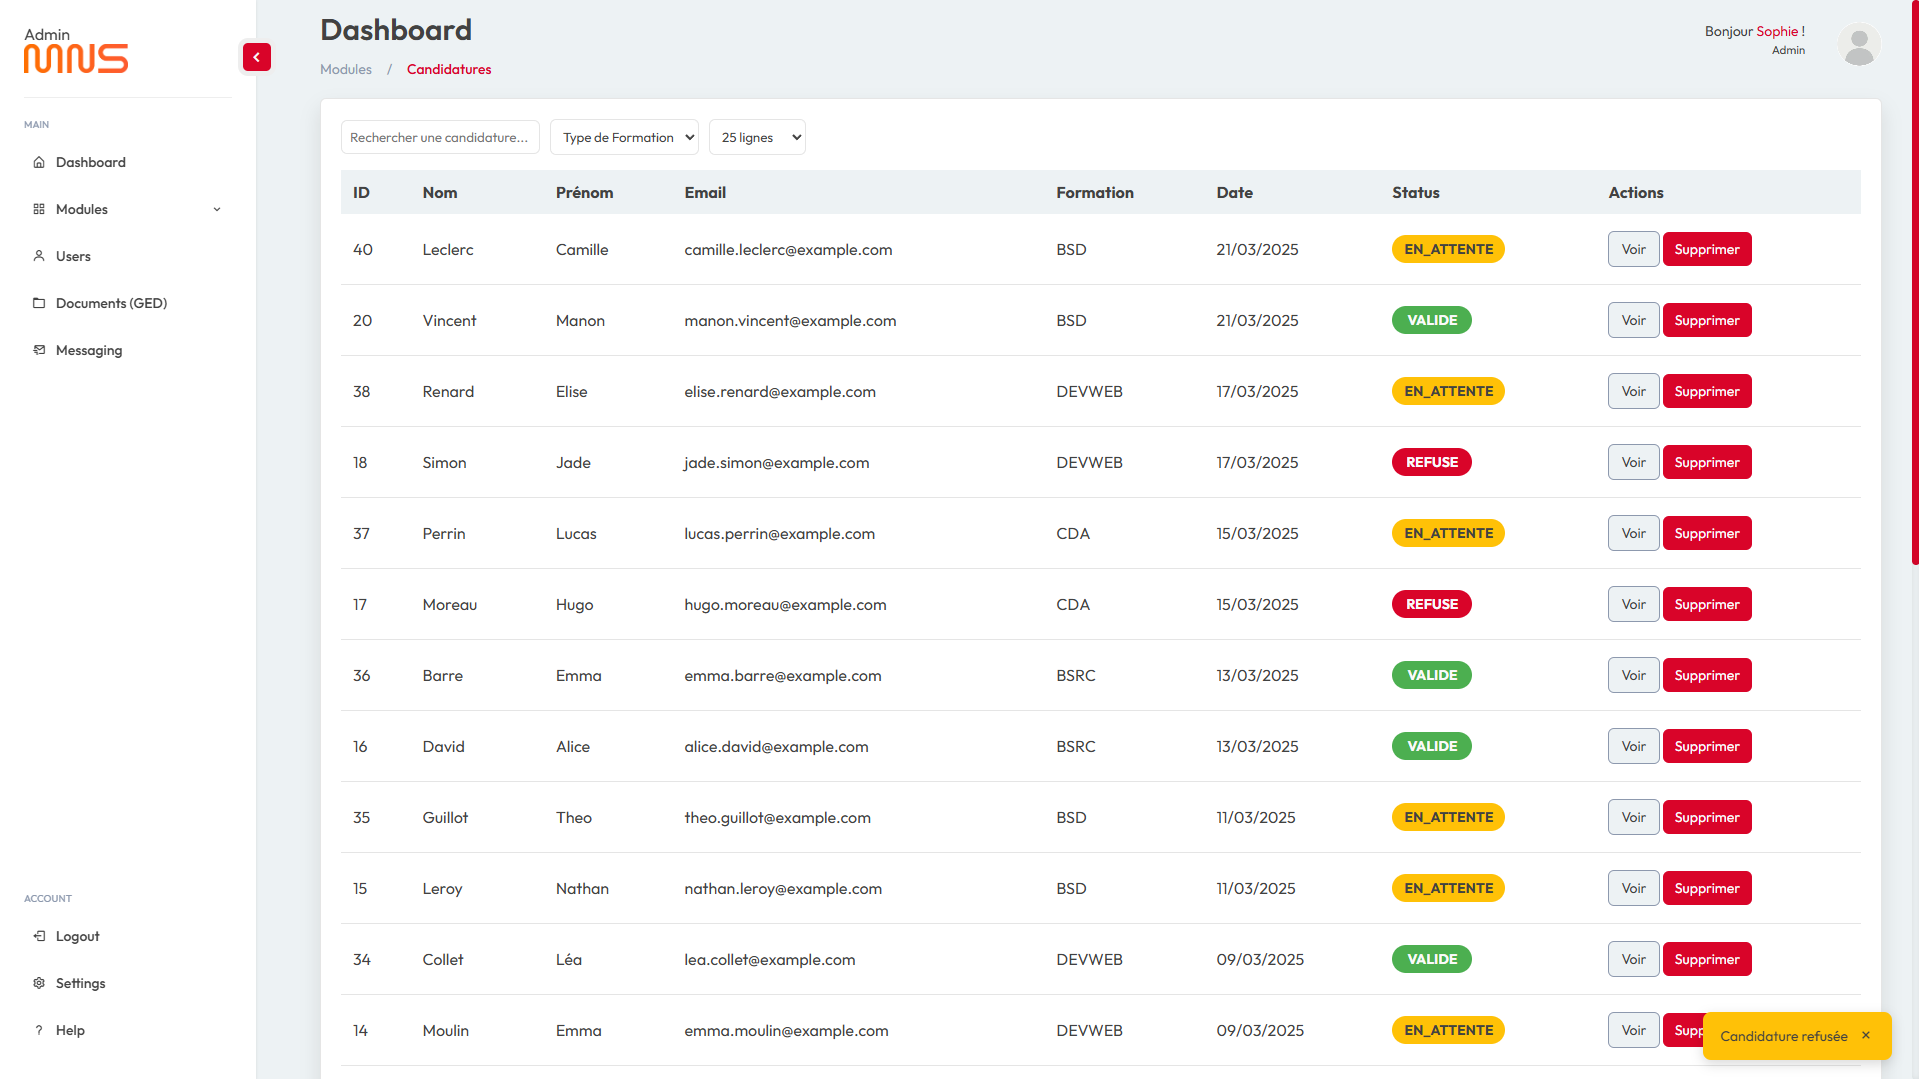 Admin
MNS
MAIN
Dashboard
Modules
Users
Documents (GED)
Messaging
ACCOUNT
Logout
Settings
Help
Dashboard
Modules / Candidatures
Bonjour Sophie !
Admin
Rechercher une candidature... Type de Formation 25 lignes
ID Nom Prénom Email Formation Date Status Actions
40 Leclerc Camille camille.leclerc@example.com BSD 21/03/2025 EN_ATTENTE Voir Supprimer
20 Vincent Manon manon.vincent@example.com BSD 21/03/2025 VALIDE Voir Supprimer
38 Renard Elise elise.renard@example.com DEVWEB 17/03/2025 EN_ATTENTE Voir Supprimer
18 Simon Jade jade.simon@example.com DEVWEB 17/03/2025 REFUSE Voir Supprimer
37 Perrin Lucas lucas.perrin@example.com CDA 15/03/2025 EN_ATTENTE Voir Supprimer
17 Moreau Hugo hugo.moreau@example.com CDA 15/03/2025 REFUSE Voir Supprimer
36 Barre Emma emma.barre@example.com BSRC 13/03/2025 VALIDE Voir Supprimer
16 David Alice alice.david@example.com BSRC 13/03/2025 VALIDE Voir Supprimer
35 Guillot Theo theo.guillot@example.com BSD 11/03/2025 EN_ATTENTE Voir Supprimer
15 Leroy Nathan nathan.leroy@example.com BSD 11/03/2025 EN_ATTENTE Voir Supprimer
34 Collet Léa lea.collet@example.com DEVWEB 09/03/2025 VALIDE Voir Supprimer
14 Moulin Emma emma.moulin@example.com DEVWEB 09/03/2025 EN_ATTENTE Voir Supp
Candidature refusée ×